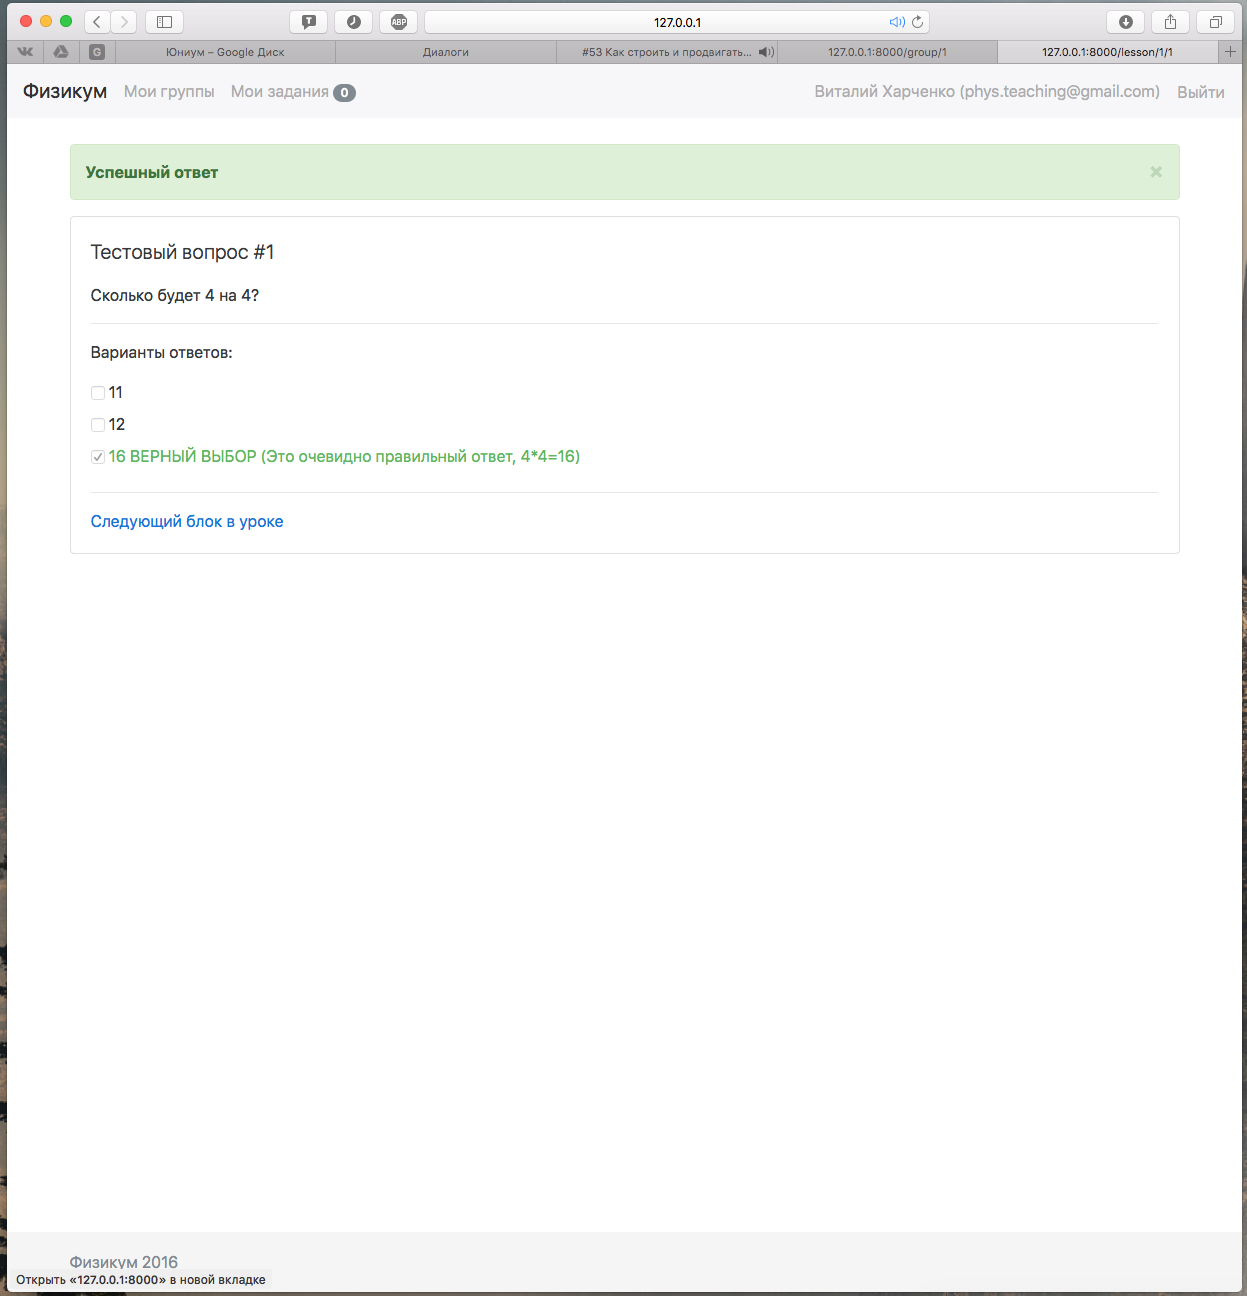 127.0.0.1
Юниум – Google Диск
Диалоги
#53 Как строить и продвигать...
127.0.0.1:8000/group/1
127.0.0.1:8000/lesson/1/1
Физикум Мои группы Мои задания 0 Виталий Харченко (phys.teaching@gmail.com) Выйти
Успешный ответ ×
Тестовый вопрос #1
Сколько будет 4 на 4?
Варианты ответов:
11
12
16 ВЕРНЫЙ ВЫБОР (Это очевидно правильный ответ, 4*4=16)
Следующий блок в уроке
Физикум 2016
Открыть «127.0.0.1:8000» в новой вкладке